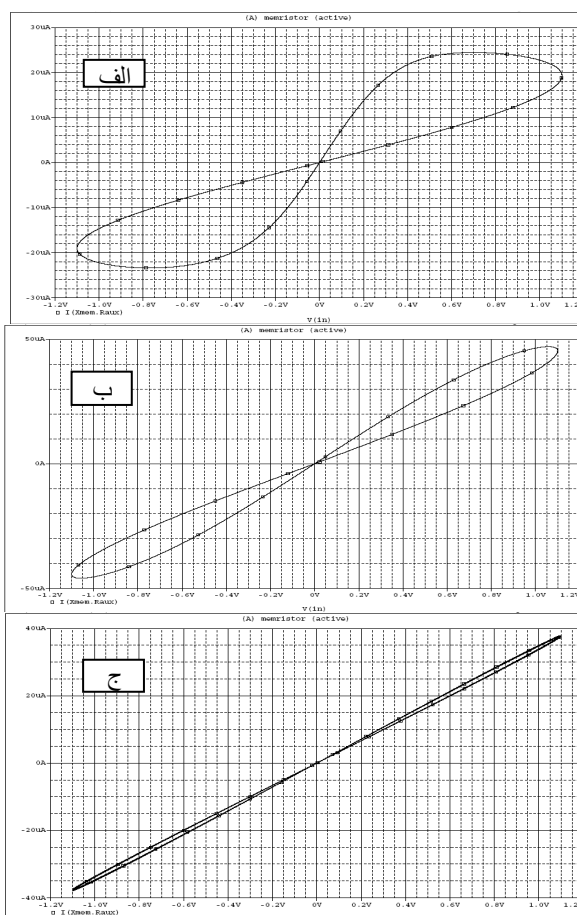 (A) memristor (active)
30uA
الف
20uA
10uA
0A
-10uA
-20uA
-30uA
-1.2V -1.0V -0.8V -0.6V -0.4V -0.2V 0V 0.2V 0.4V 0.6V 0.8V 1.0V 1.2V
I(Xmem.Raux)
V(in)
(A) memristor (active)
50uA
ب
0A
-50uA
-1.2V -1.0V -0.8V -0.6V -0.4V -0.2V 0V 0.2V 0.4V 0.6V 0.8V 1.0V 1.2V
I(Xmem.Raux)
V(in)
(A) memristor (active)
40uA
ج
20uA
0A
-20uA
-40uA
-1.2V -1.0V -0.8V -0.6V -0.4V -0.2V 0V 0.2V 0.4V 0.6V 0.8V 1.0V 1.2V
I(Xmem.Raux)